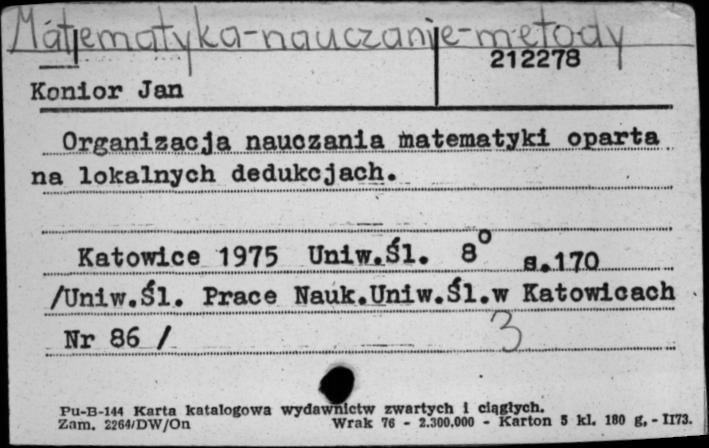 Matematyka-nauczanie-metody
212278
Konior Jan
Organizacja nauczania matematyki oparta
na lokalnych dedukcjach.
Katowice 1975 Uniw.Śl. 8° s.170
/Uniw.Śl. Prace Nauk.Uniw.Śl.w Katowicach
Nr 86 / 3
Pu-B-144 Karta katalogowa wydawnictw zwartych i ciągłych.
Zam. 2264/DW/On Wrak 76 - 2.300.000 - Karton 5 kl. 180 g, - II73.